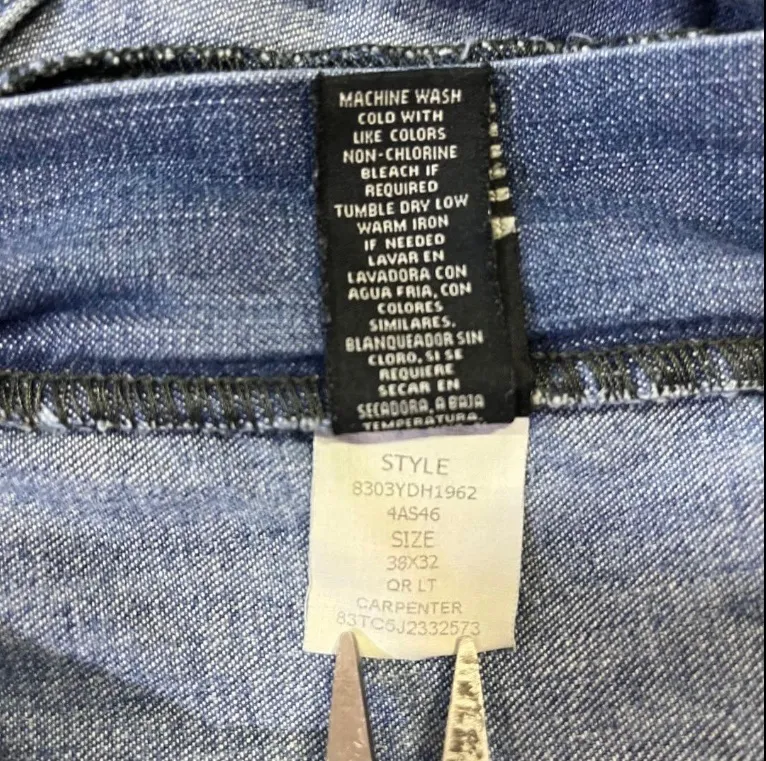 MACHINE WASH
COLD WITH
LIKE COLORS
NON-CHLORINE
BLEACH IF
REQUIRED
TUMBLE DRY LOW
WARM IRON
IF NEEDED
LAVAR EN
LAVADORA CON
AGUA FRIA, CON
COLORES
SIMILARES.
BLANQUEADOR SIN
CLORO, SI SE
REQUIERE
SECAR EN
SECADORA, A BAJA
TEMPERATURA.
STYLE
8303YDH1962
4AS46
SIZE
38X32
QR LT
CARPENTER
83TC5J2332573